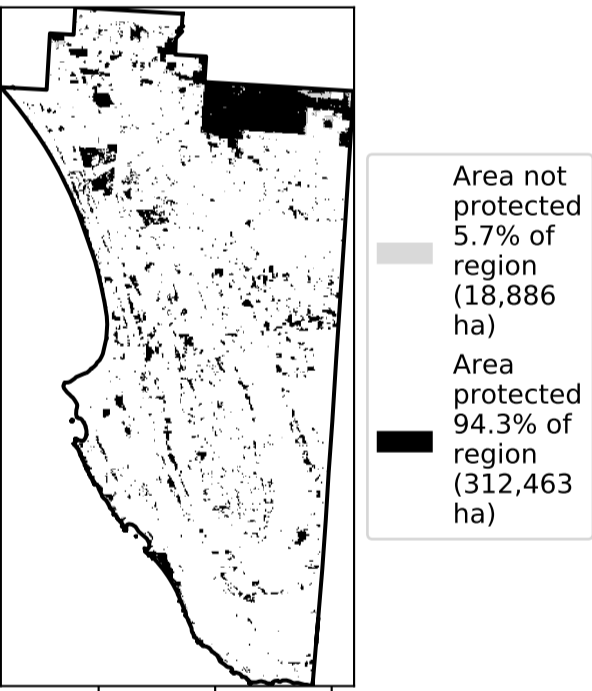 Area not
protected
5.7% of
region
(18,886
ha)
Area
protected
94.3% of
region
(312,463
ha)